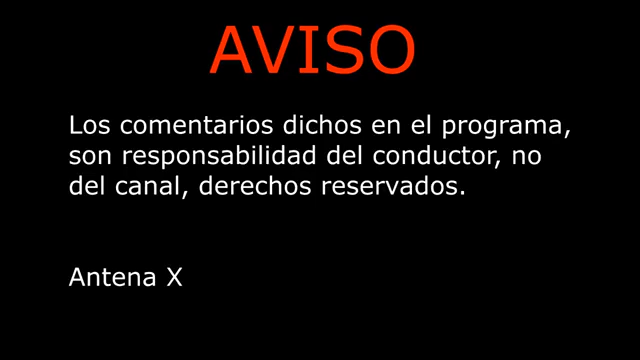 AVISO
Los comentarios dichos en el programa,
son responsabilidad del conductor, no
del canal, derechos reservados.
Antena X